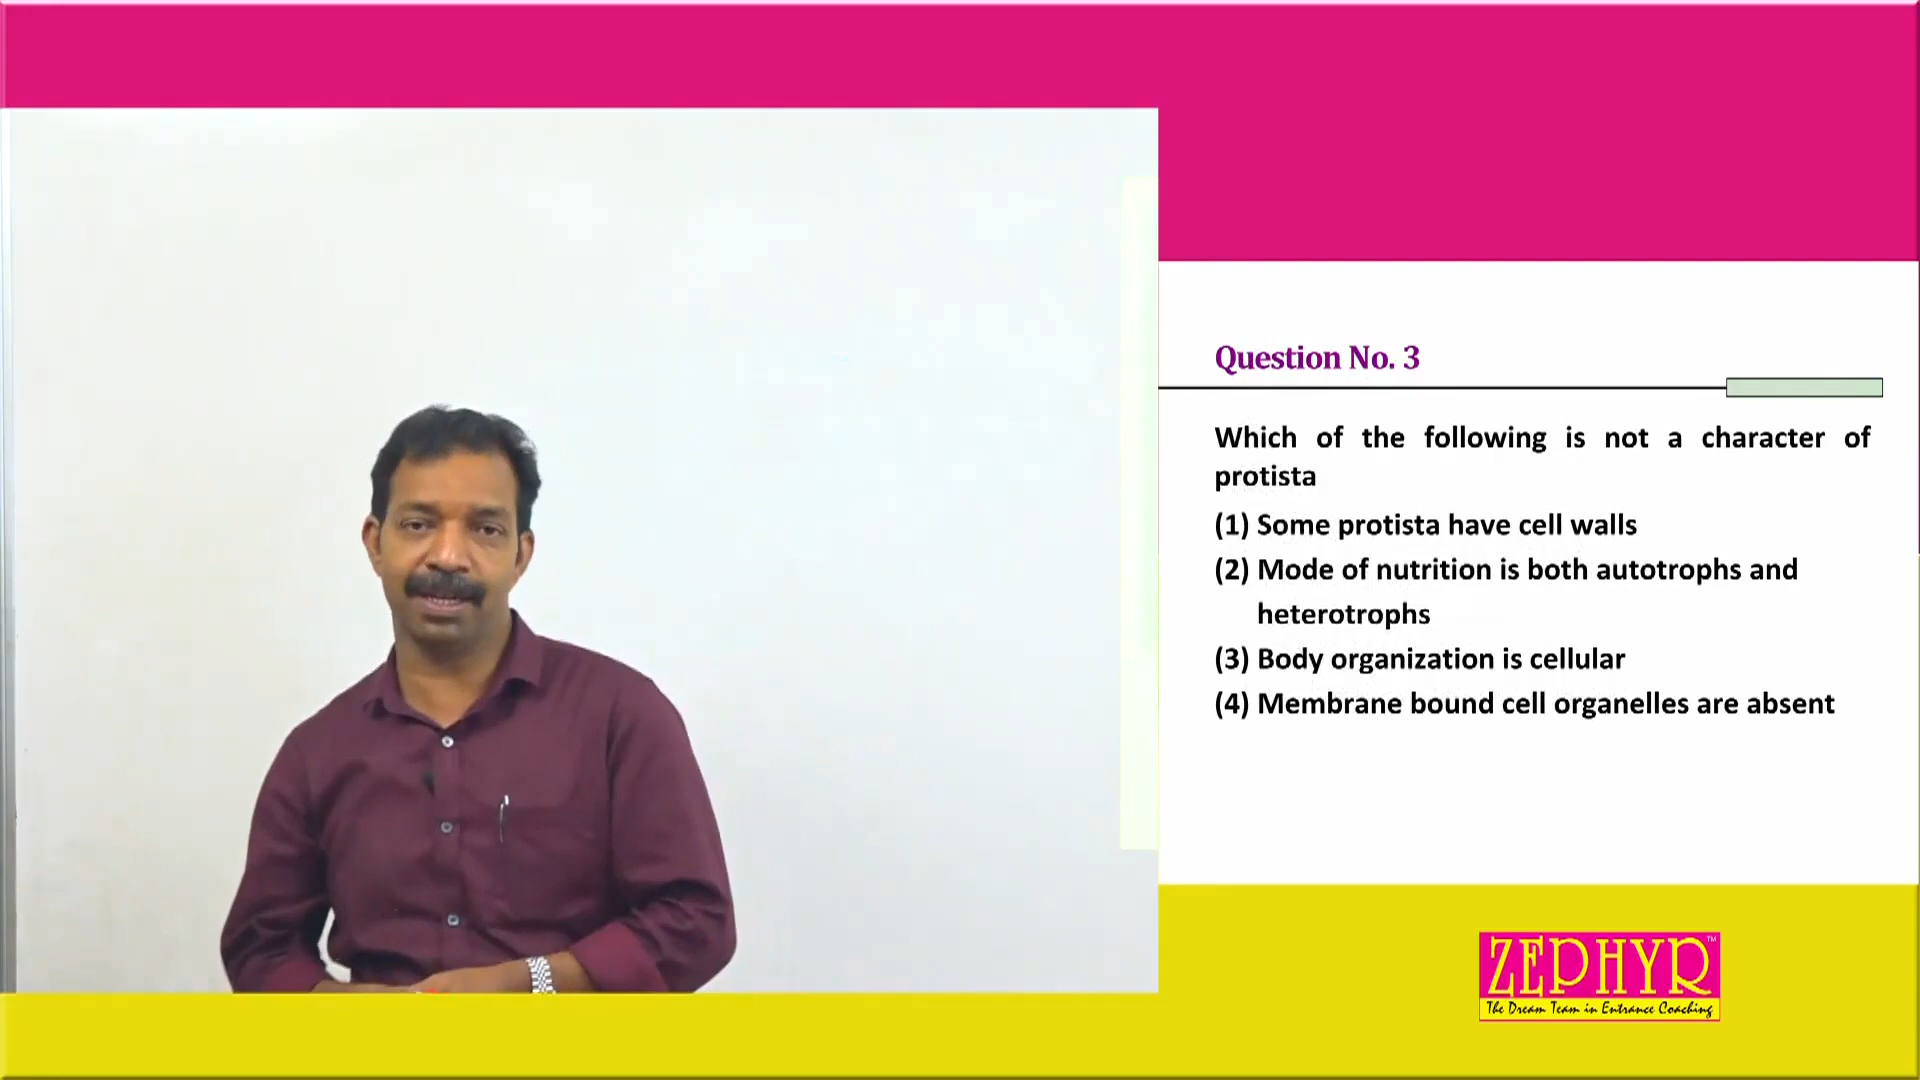 Question No. 3
Which of the following is not a character of
protista
(1) Some protista have cell walls
(2) Mode of nutrition is both autotrophs and
heterotrophs
(3) Body organization is cellular
(4) Membrane bound cell organelles are absent
ZEPHYR™
The Dream Team in Entrance Coaching